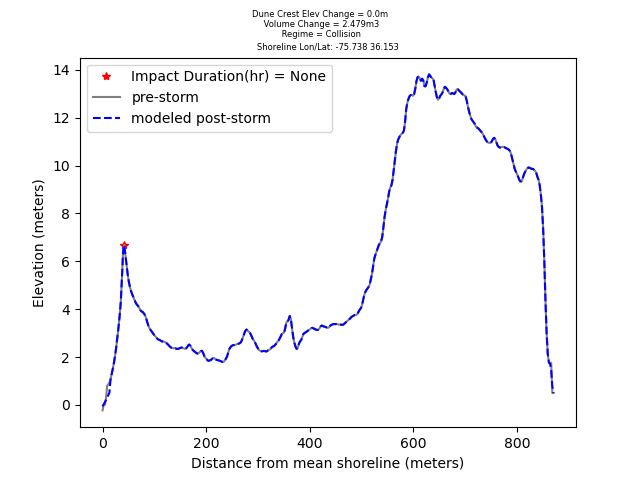 Dune Crest Elev Change = 0.0m
Volume Change = 2.479m3
Regime = Collision
Shoreline Lon/Lat: -75.738 36.153
Impact Duration(hr) = None
pre-storm
modeled post-storm
Elevation (meters)
14
12
10
8
6
4
2
0
0 200 400 600 800
Distance from mean shoreline (meters)